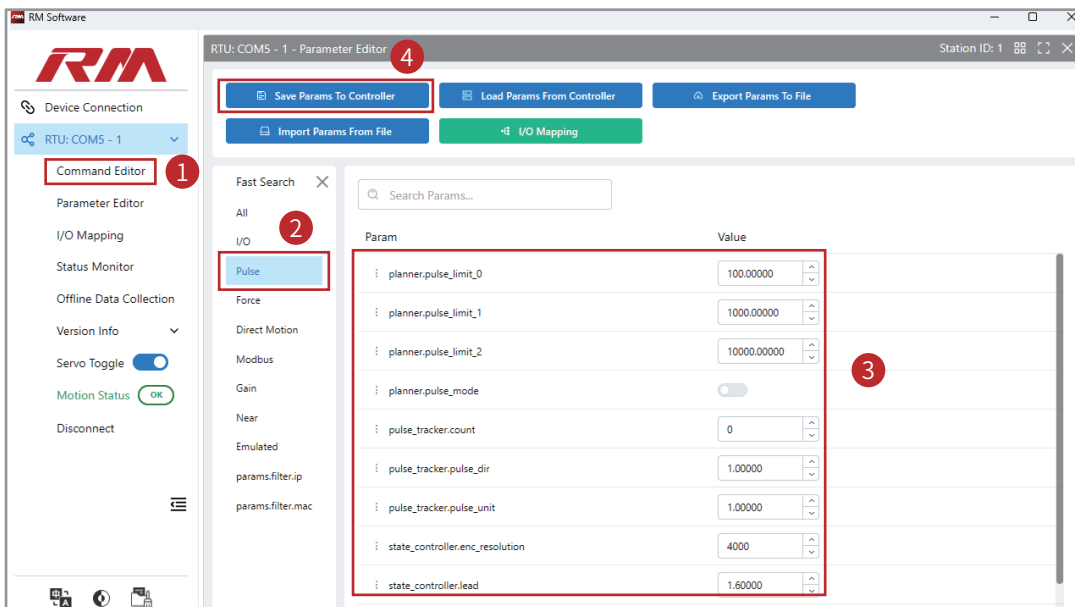 RM Software
RM
Device Connection
RTU: COM5 - 1
Command Editor
1
Parameter Editor
I/O Mapping
Status Monitor
Offline Data Collection
Version Info
Servo Toggle
Motion Status OK
Disconnect
RTU: COM5 - 1 - Parameter Editor
Station ID: 1
4
Save Params To Controller
Load Params From Controller
Export Params To File
Import Params From File
I/O Mapping
Fast Search
All
I/O
2
Pulse
Force
Direct Motion
Modbus
Gain
Near
Emulated
params.filter.ip
params.filter.mac
Search Params...
Param Value
planner.pulse_limit_0 100.00000
planner.pulse_limit_1 1000.00000
planner.pulse_limit_2 10000.00000
3
planner.pulse_mode
pulse_tracker.count 0
pulse_tracker.pulse_dir 1.00000
pulse_tracker.pulse_unit 1.00000
state_controller.enc_resolution 4000
state_controller.lead 1.60000